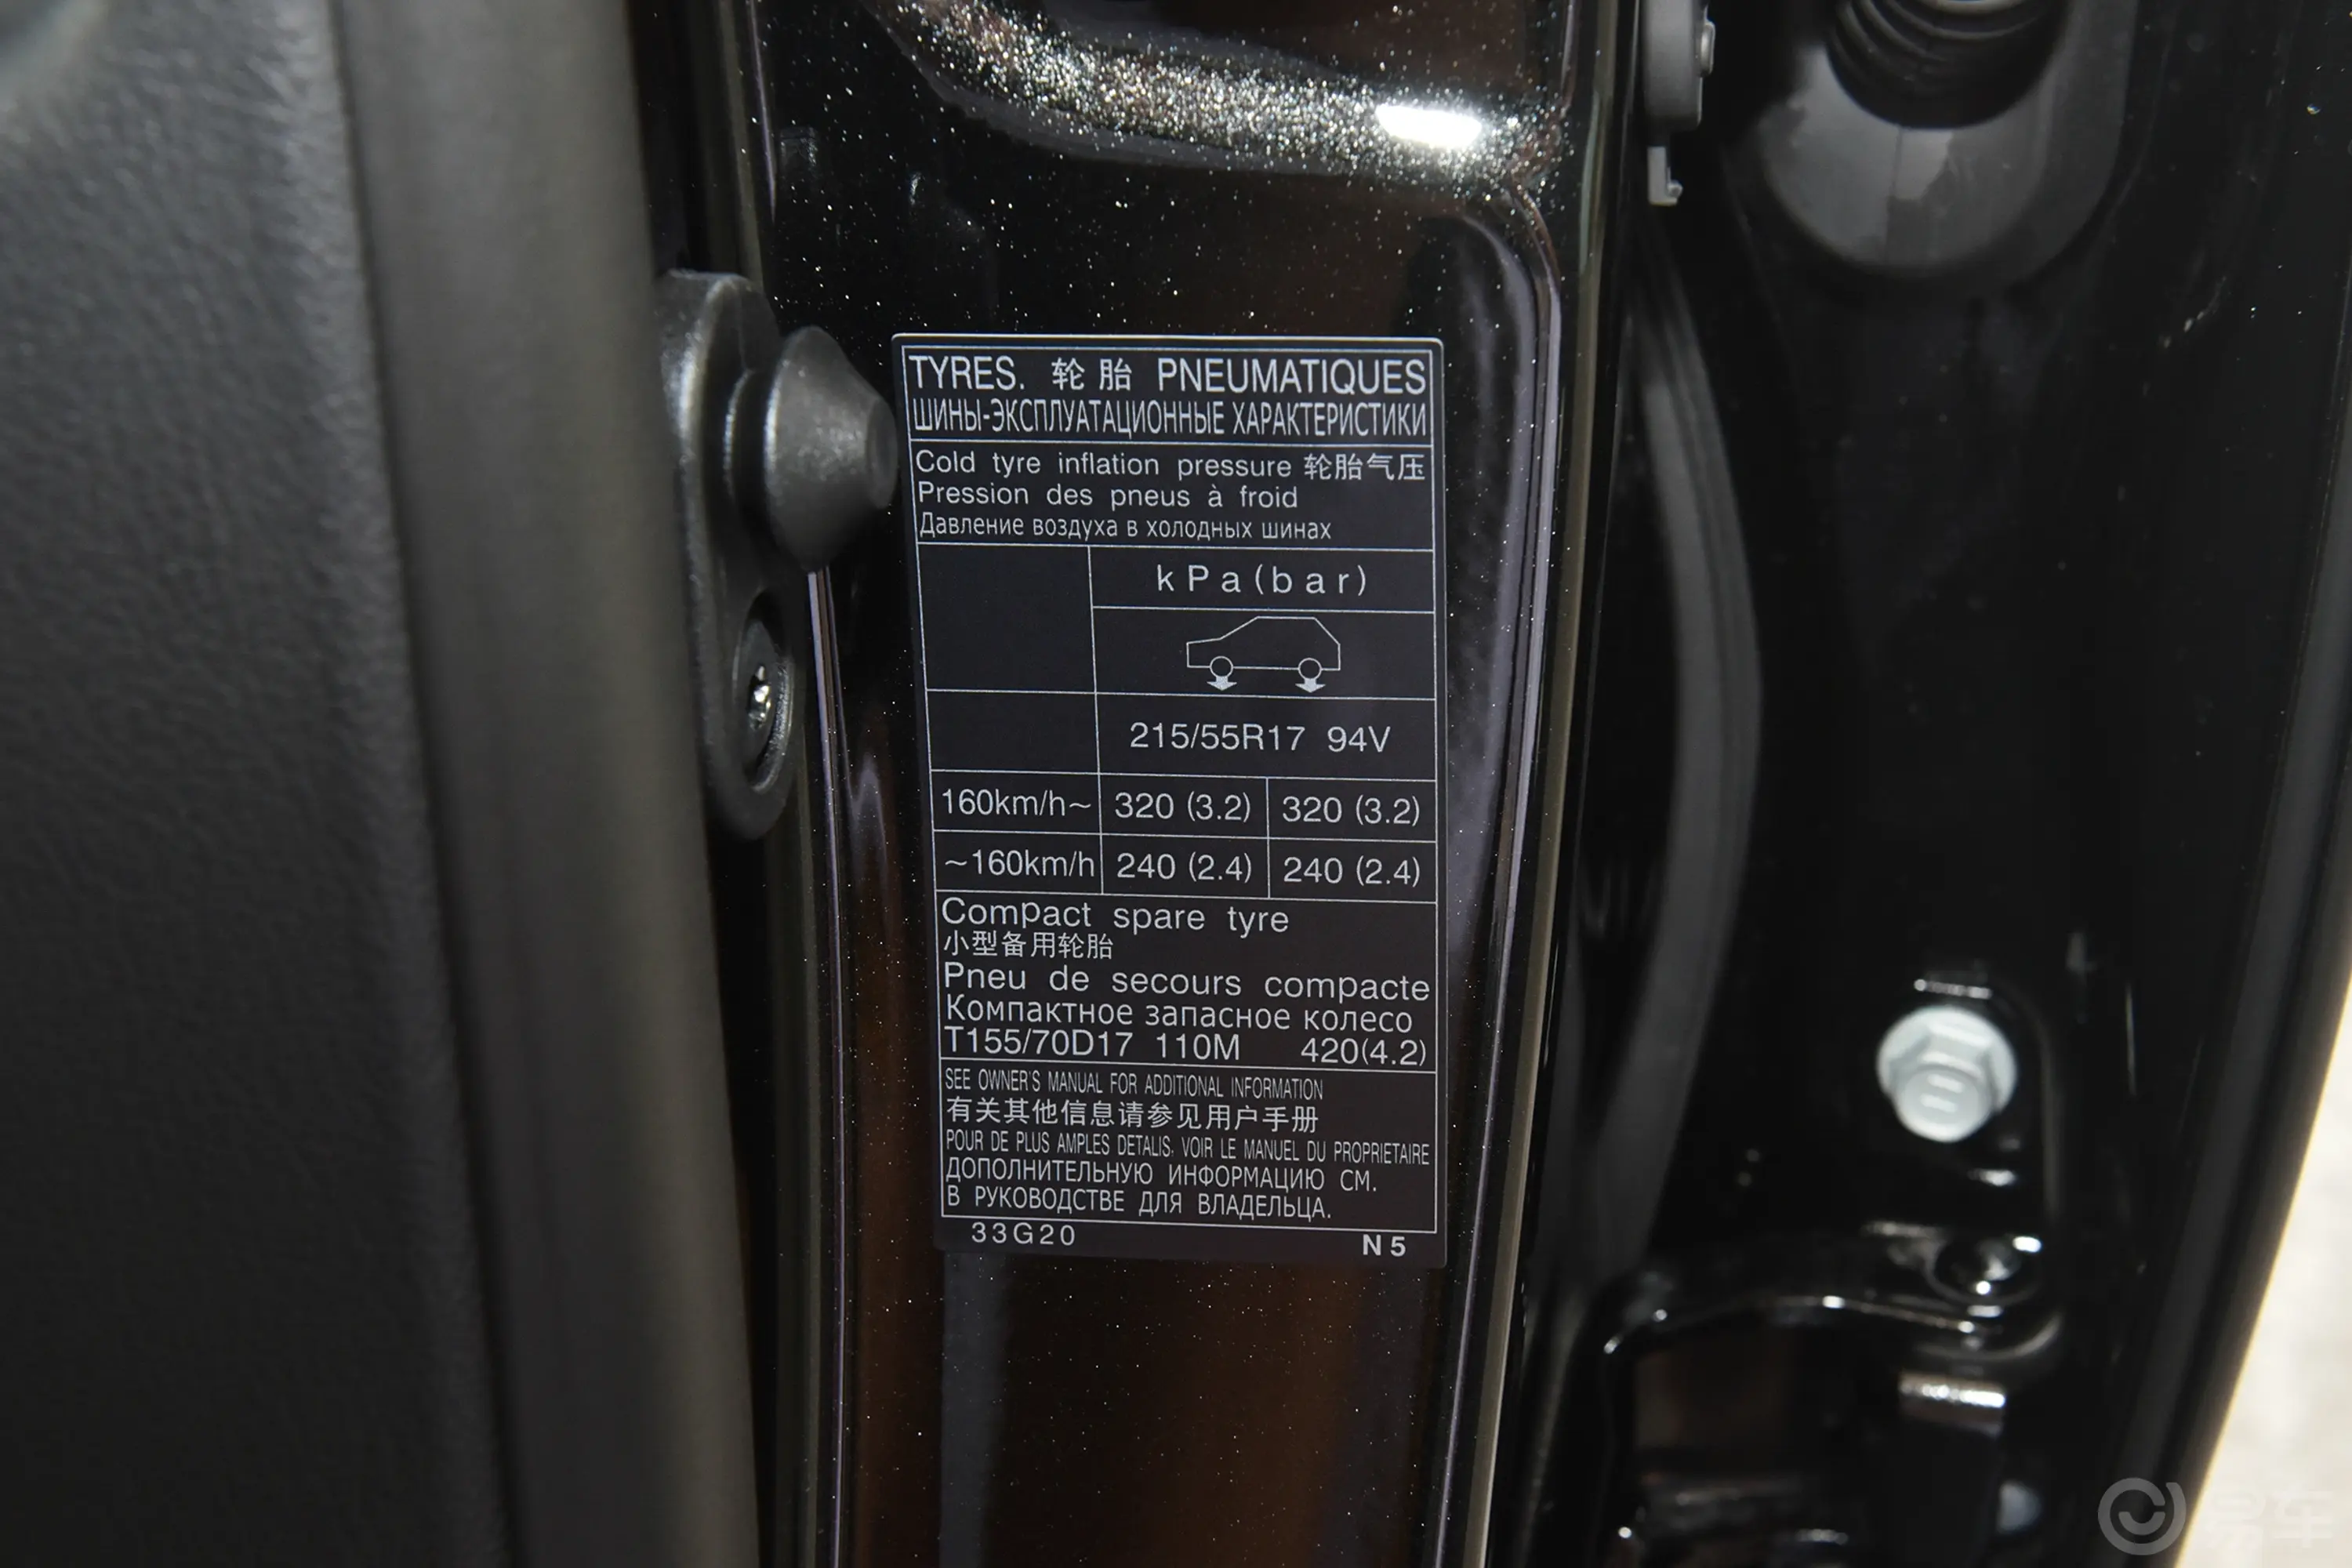 TYRES. 轮胎 PNEUMATIQUES
ШИНЫ-ЭКСПЛУАТАЦИОННЫЕ ХАРАКТЕРИСТИКИ
Cold tyre inflation pressure 轮胎气压
Pression des pneus à froid
Давление воздуха в холодных шинах
kPa(bar)
215/55R17 94V
160km/h~ 320 (3.2) 320 (3.2)
~160km/h 240 (2.4) 240 (2.4)
Compact spare tyre
小型备用轮胎
Pneu de secours compacte
Компактное запасное колесо
T155/70D17 110M 420(4.2)
SEE OWNER'S MANUAL FOR ADDITIONAL INFORMATION
有关其他信息请参见用户手册
POUR DE PLUS AMPLES DETALIS, VOIR LE MANUEL DU PROPRIETAIRE
ДОПОЛНИТЕЛЬНУЮ ИНФОРМАЦИЮ СМ.
В РУКОВОДСТВЕ ДЛЯ ВЛАДЕЛЬЦА.
33G20 N5
易车